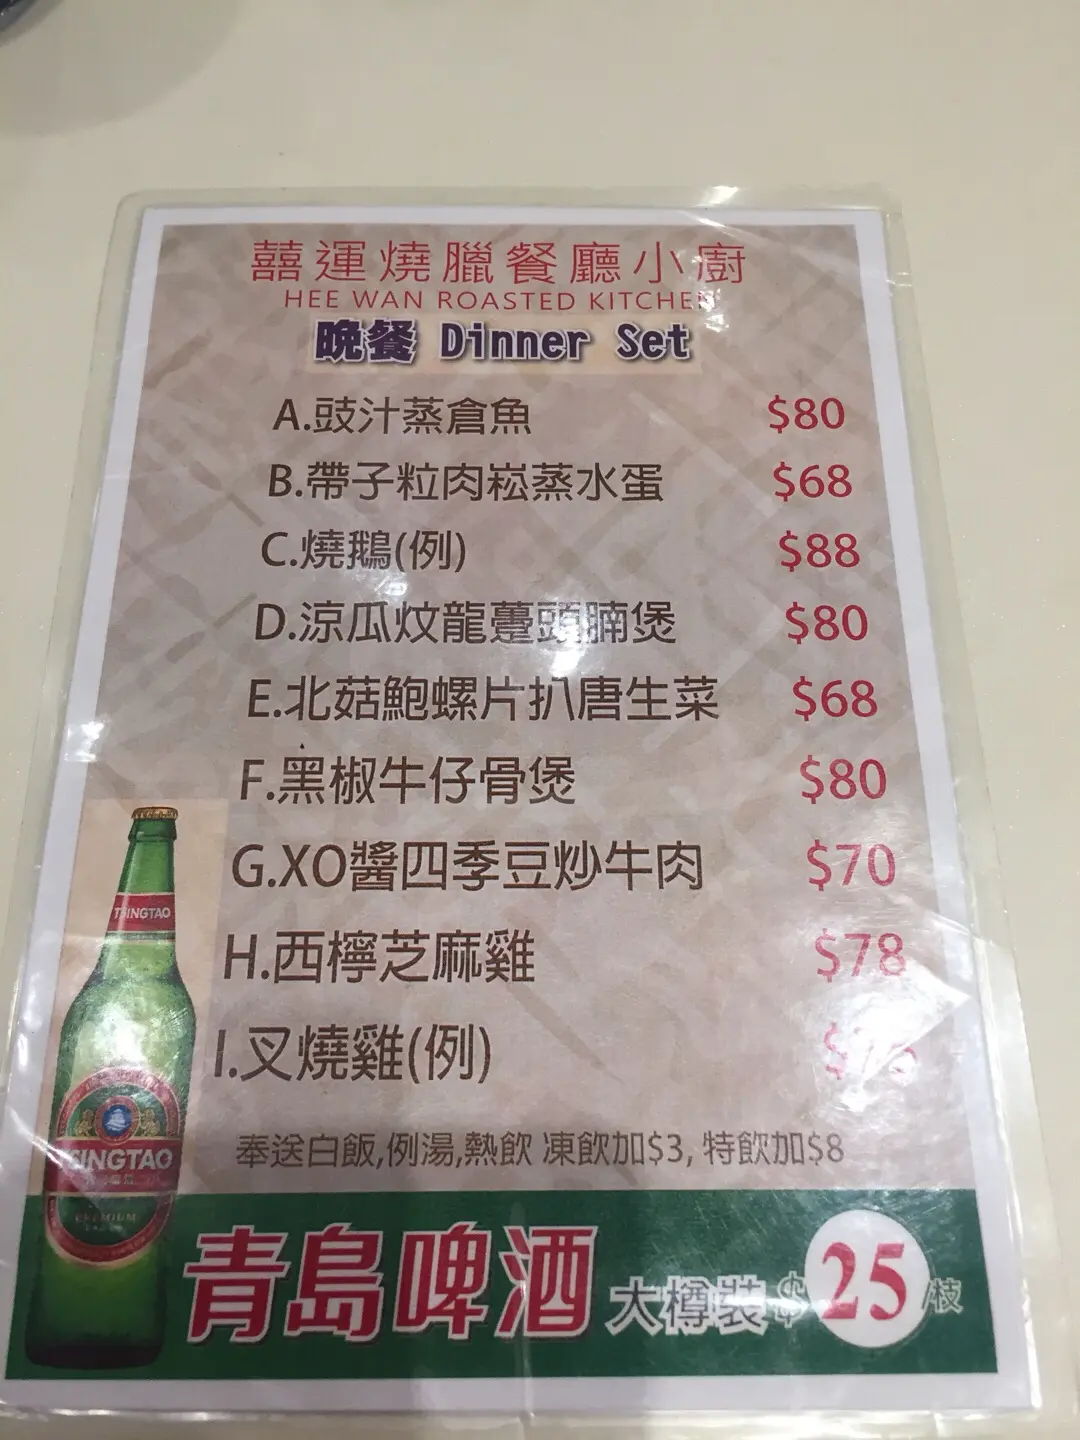 囍運燒臘餐廳小廚
HEE WAN ROASTED KITCHEN
晚餐 Dinner Set
A.豉汁蒸倉魚 $80
B.帶子粒肉崧蒸水蛋 $68
C.燒鵝(例) $88
D.涼瓜炆龍躉頭腩煲 $80
E.北菇鮑螺片扒唐生菜 $68
F.黑椒牛仔骨煲 $80
G.XO醬四季豆炒牛肉 $70
H.西檸芝麻雞 $78
I.叉燒雞(例)
奉送白飯,例湯,熱飲 凍飲加$3, 特飲加$8
TSINGTAO
TSINGTAO
PREMIUM
青島啤酒 大樽裝 $25/枝